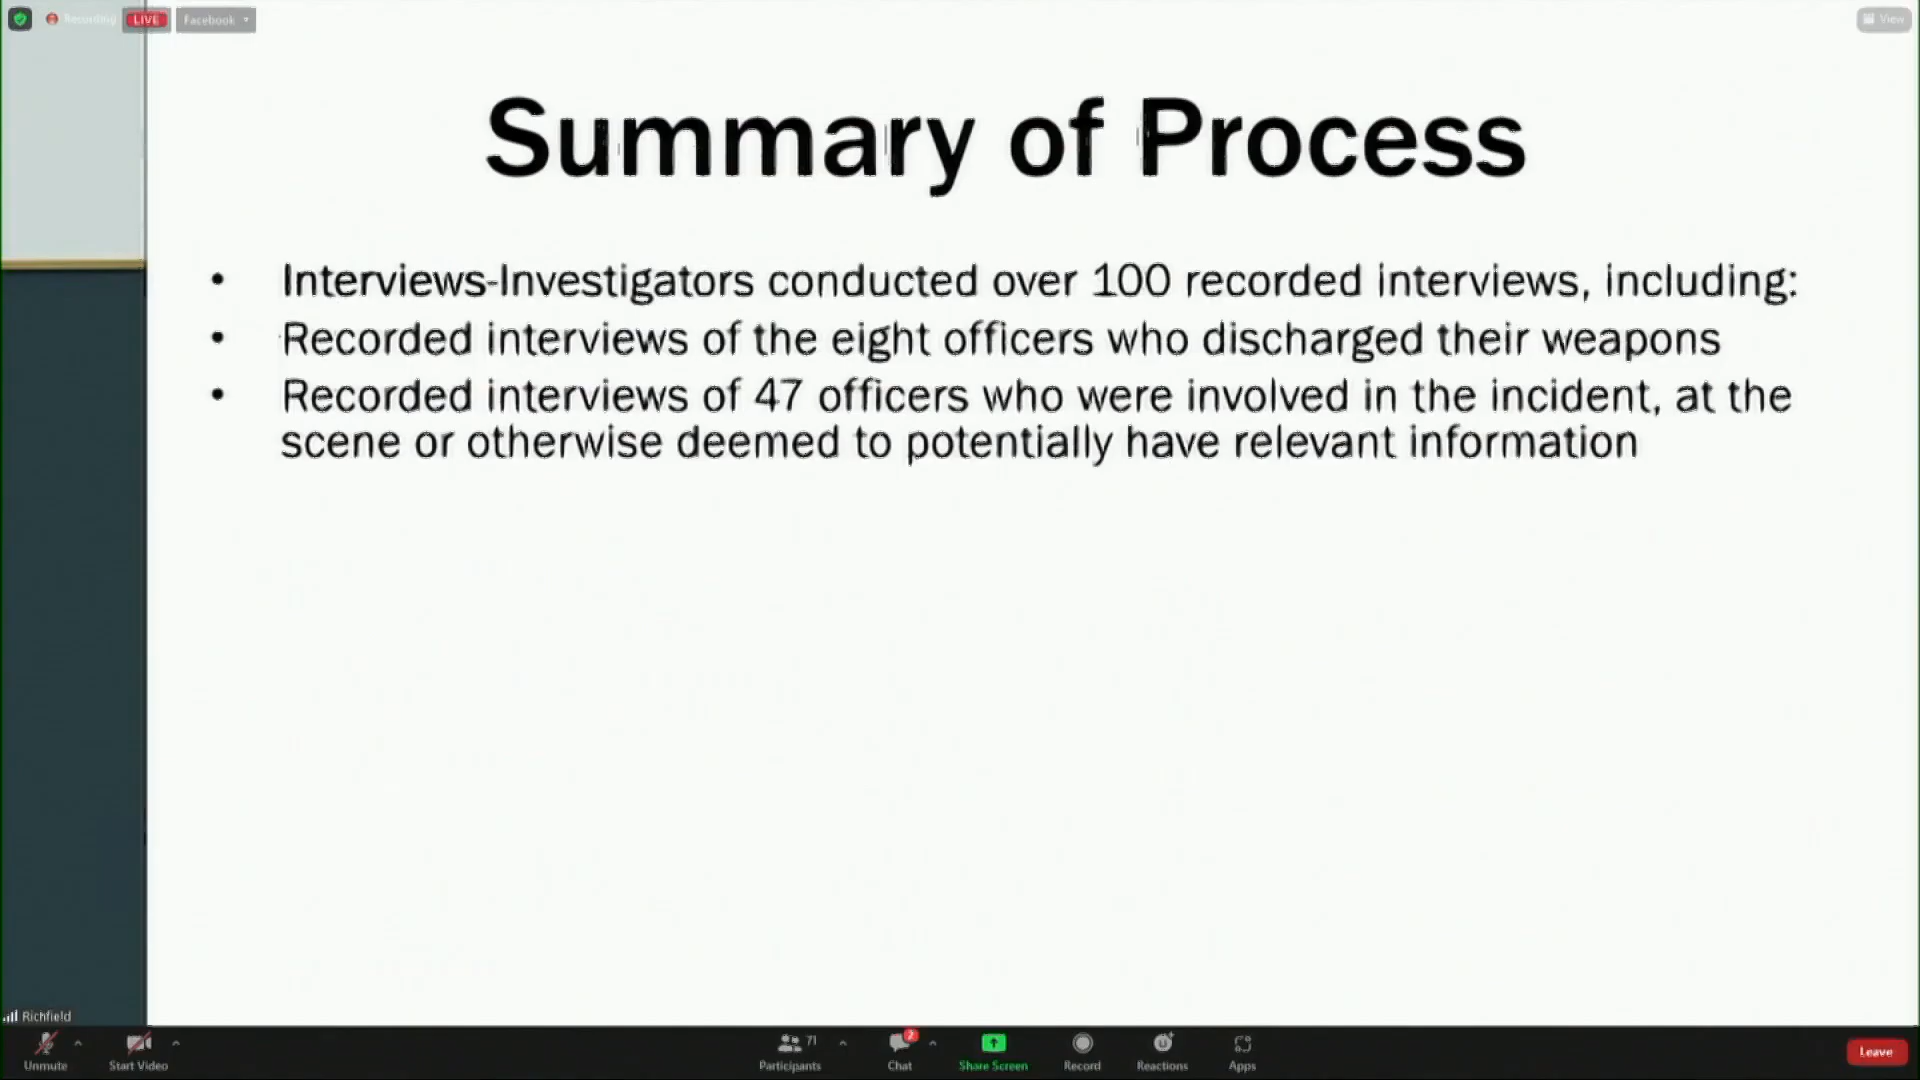 Recording LIVE Facebook
View
Summary of Process
• Interviews-Investigators conducted over 100 recorded interviews, including:
• Recorded interviews of the eight officers who discharged their weapons
• Recorded interviews of 47 officers who were involved in the incident, at the
scene or otherwise deemed to potentially have relevant information
Richfield
71 2
Unmute Start Video Participants Chat Share Screen Record Reactions Apps Leave